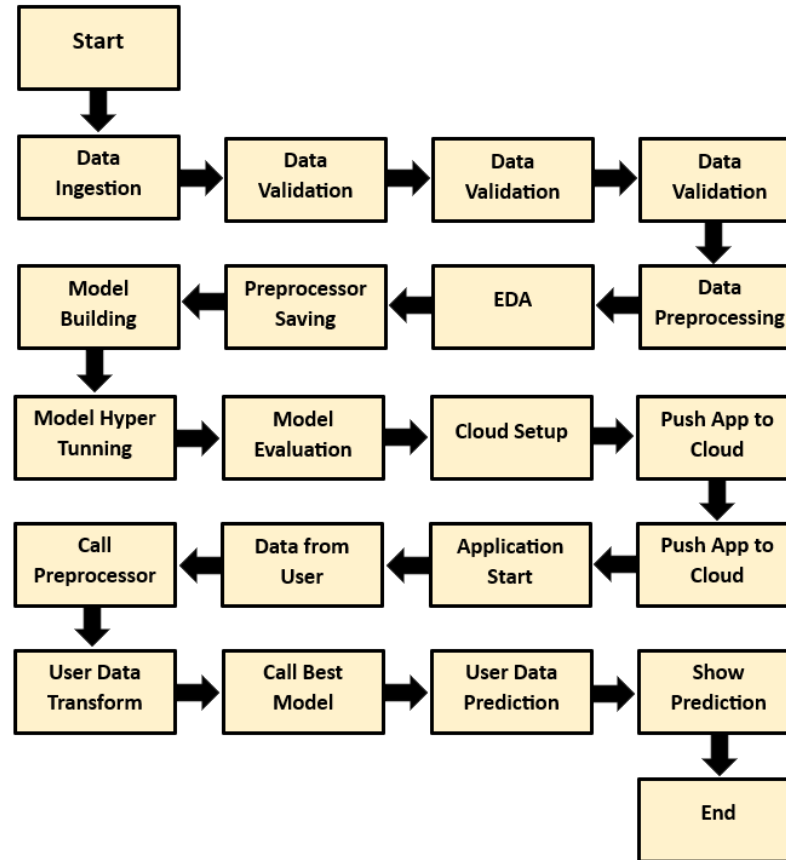 Start
Data
Ingestion
Data
Validation
Data
Validation
Data
Validation
Data
Preprocessing
EDA
Preprocessor
Saving
Model
Building
Model Hyper
Tunning
Model
Evaluation
Cloud Setup
Push App to
Cloud
Push App to
Cloud
Application
Start
Data from
User
Call
Preprocessor
User Data
Transform
Call Best
Model
User Data
Prediction
Show
Prediction
End